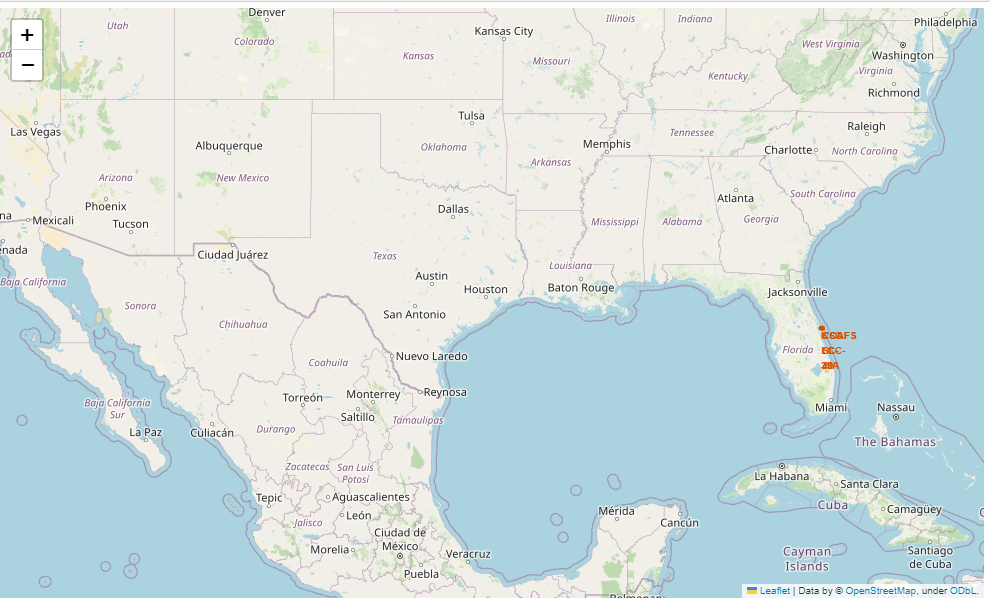 Denver
Philadelphia
Utah
Illinois
Indiana
+
Kansas City
Colorado
West Virginia
Washington
Kansas
Missouri
−
Kentucky
Virginia
Richmond
Tulsa
Las Vegas
Raleigh
Tennessee
Albuquerque
Memphis
Oklahoma
Charlotte
North Carolina
Arkansas
Arizona
New Mexico
South Carolina
Phoenix
Atlanta
Dallas
na
Mexicali
Tucson
Mississippi
Alabama
Georgia
enada
Ciudad Juárez
Texas
Louisiana
Austin
Baja California
Houston
Baton Rouge
Jacksonville
Sonora
San Antonio
Chihuahua
Florida
Nuevo Laredo
Coahuila
Monterrey
Reynosa
Torreón
Baja California
Sur
Miami
Nassau
Saltillo
Tamaulipas
La Paz
Culiacán
Durango
The Bahamas
Zacatecas
San Luis
Potosí
La Habana
Santa Clara
Tepic
Aguascalientes
Cuba
León
Mérida
Camagüey
Jalisco
Cancún
Ciudad de
México
Morelia
Veracruz
Cayman
Islands
Santiago
de Cuba
Puebla
Belmopan
Leaflet | Data by © OpenStreetMap, under ODbL.